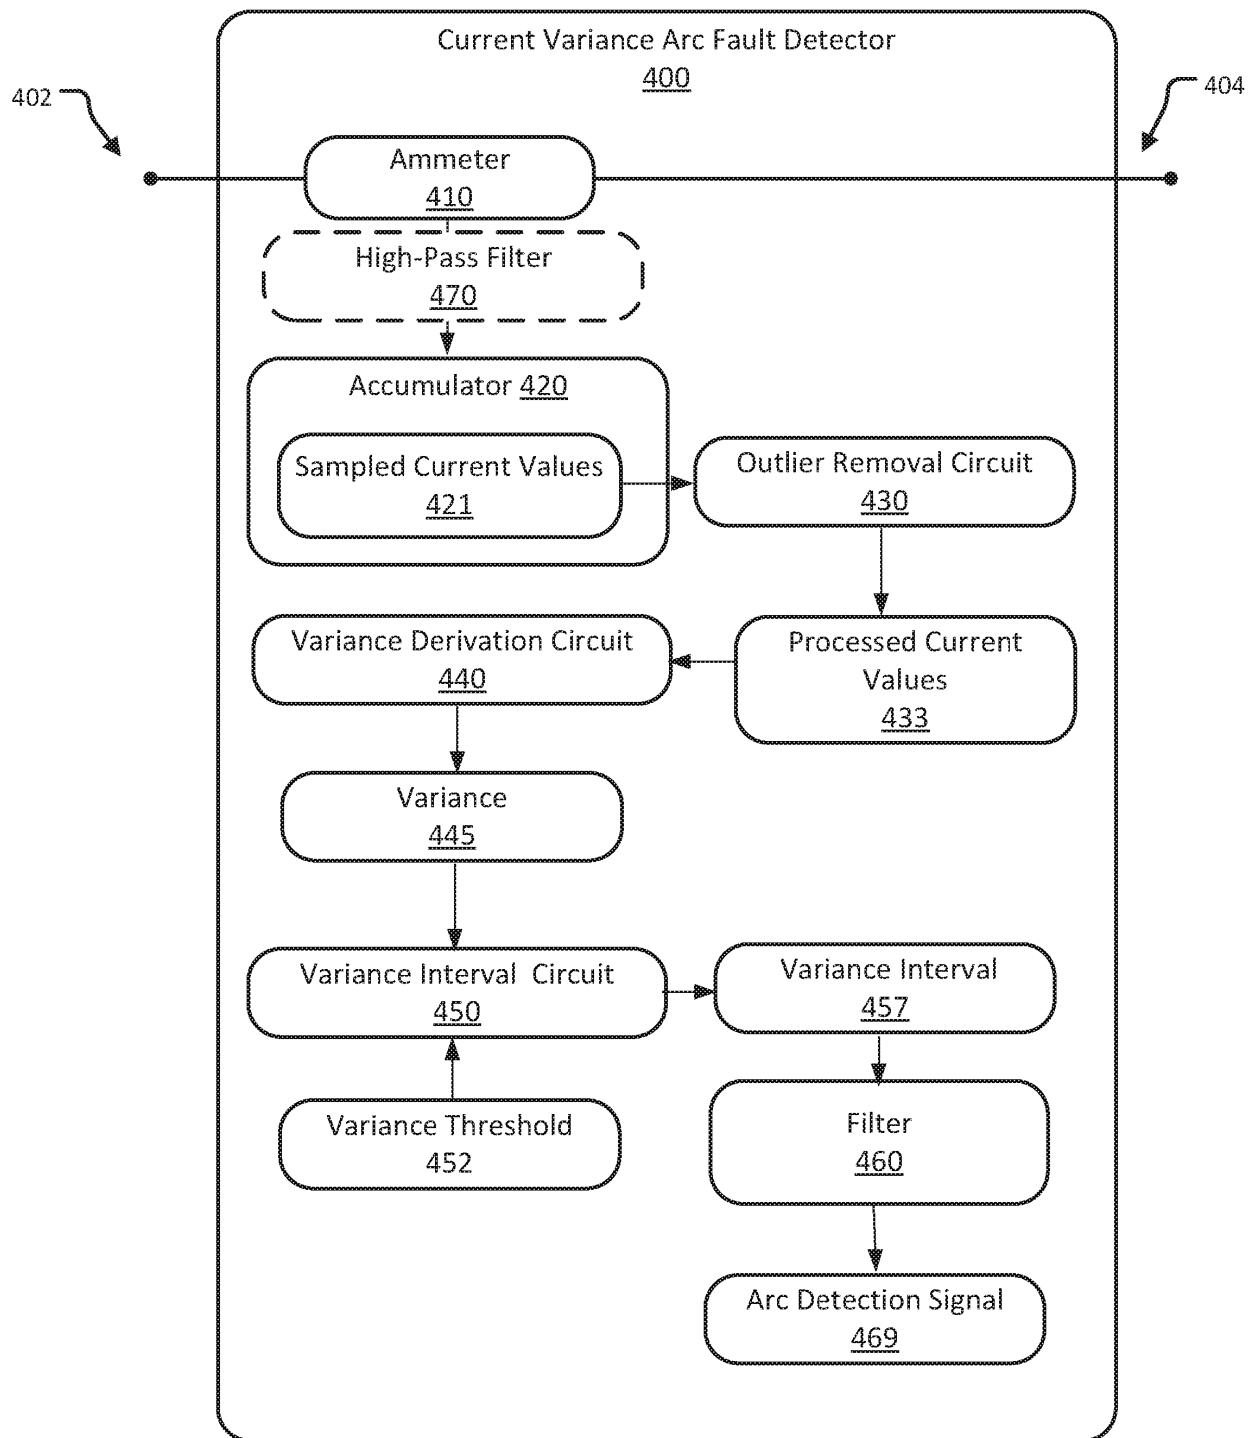 Current Variance Arc Fault Detector
400
402
404
Ammeter
410
High-Pass Filter
470
Accumulator 420
Sampled Current Values
421
Outlier Removal Circuit
430
Variance Derivation Circuit
440
Processed Current
Values
433
Variance
445
Variance Interval Circuit
450
Variance Interval
457
Variance Threshold
452
Filter
460
Arc Detection Signal
469